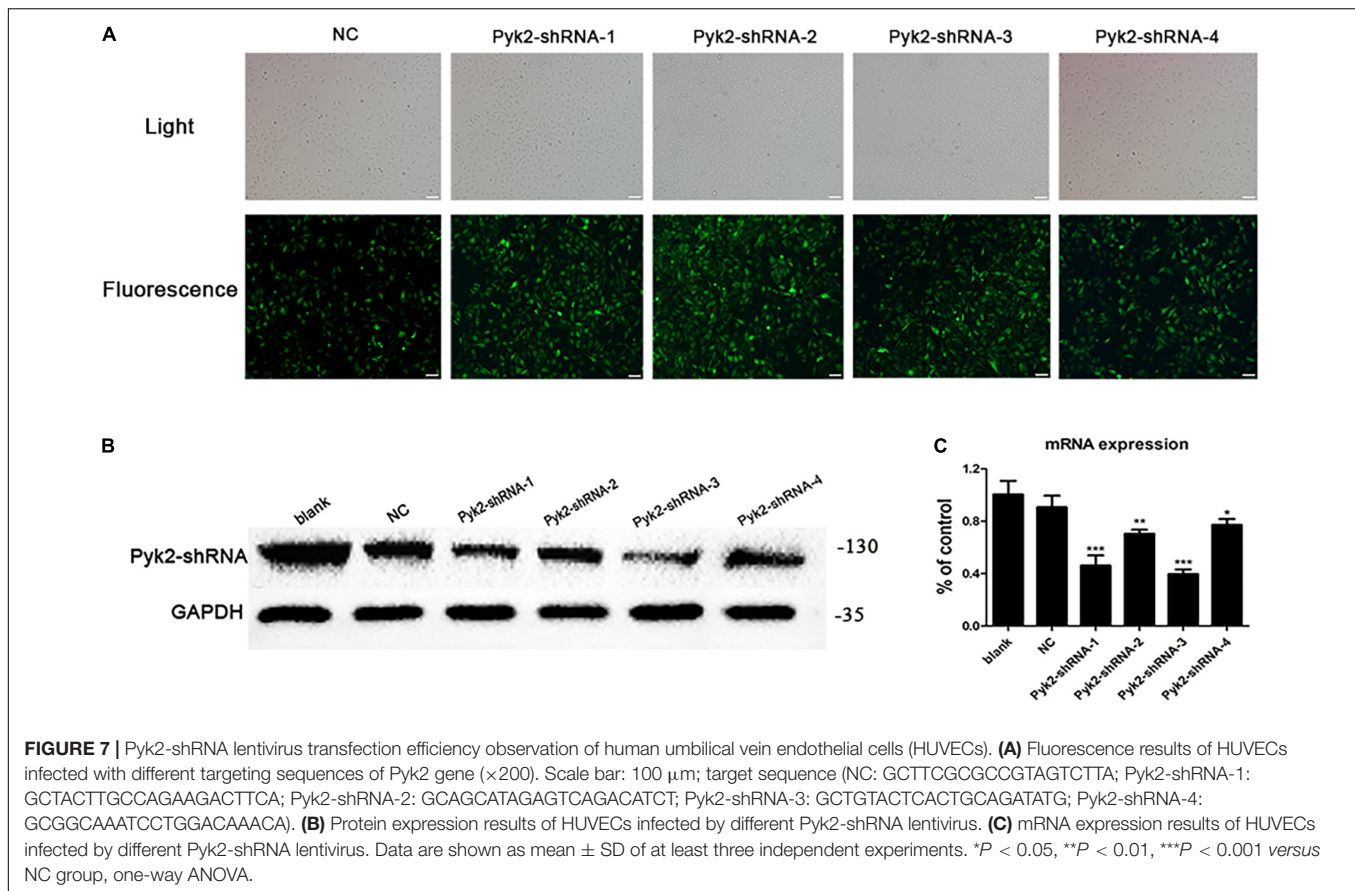 A
NC Pyk2-shRNA-1 Pyk2-shRNA-2 Pyk2-shRNA-3 Pyk2-shRNA-4
Light
Fluorescence
B
blank NC Pyk2-shRNA-1 Pyk2-shRNA-2 Pyk2-shRNA-3 Pyk2-shRNA-4
Pyk2-shRNA -130
GAPDH -35
C
mRNA expression
% of control
1.2
0.8
0.4
0.0
*** ** *** *
blank NC Pyk2-shRNA-1 Pyk2-shRNA-2 Pyk2-shRNA-3 Pyk2-shRNA-4
FIGURE 7 | Pyk2-shRNA lentivirus transfection efficiency observation of human umbilical vein endothelial cells (HUVECs). (A) Fluorescence results of HUVECs
infected with different targeting sequences of Pyk2 gene (×200). Scale bar: 100 μm; target sequence (NC: GCTTCGCGCCGTAGTCTTA; Pyk2-shRNA-1:
GCTACTTGCCAGAAGACTTCA; Pyk2-shRNA-2: GCAGCATAGAGTCAGACATCT; Pyk2-shRNA-3: GCTGTACTCACTGCAGATATG; Pyk2-shRNA-4:
GCGGCAAATCCTGGACAAACA). (B) Protein expression results of HUVECs infected by different Pyk2-shRNA lentivirus. (C) mRNA expression results of HUVECs
infected by different Pyk2-shRNA lentivirus. Data are shown as mean ± SD of at least three independent experiments. *P < 0.05, **P < 0.01, ***P < 0.001 versus
NC group, one-way ANOVA.